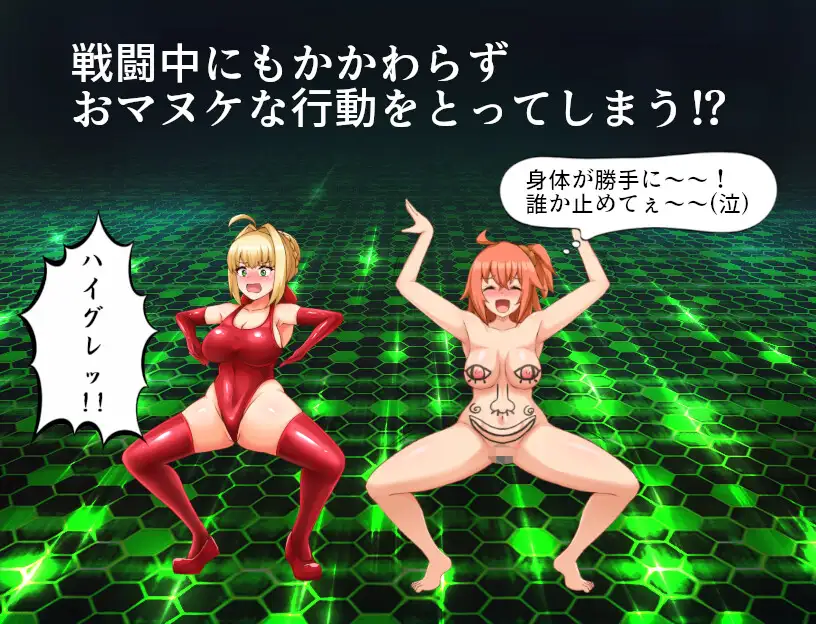 戦闘中にもかかわらず
おマヌケな行動をとってしまう!?
身体が勝手に～～！
誰か止めてぇ～～(泣)
ハイグレッ!!